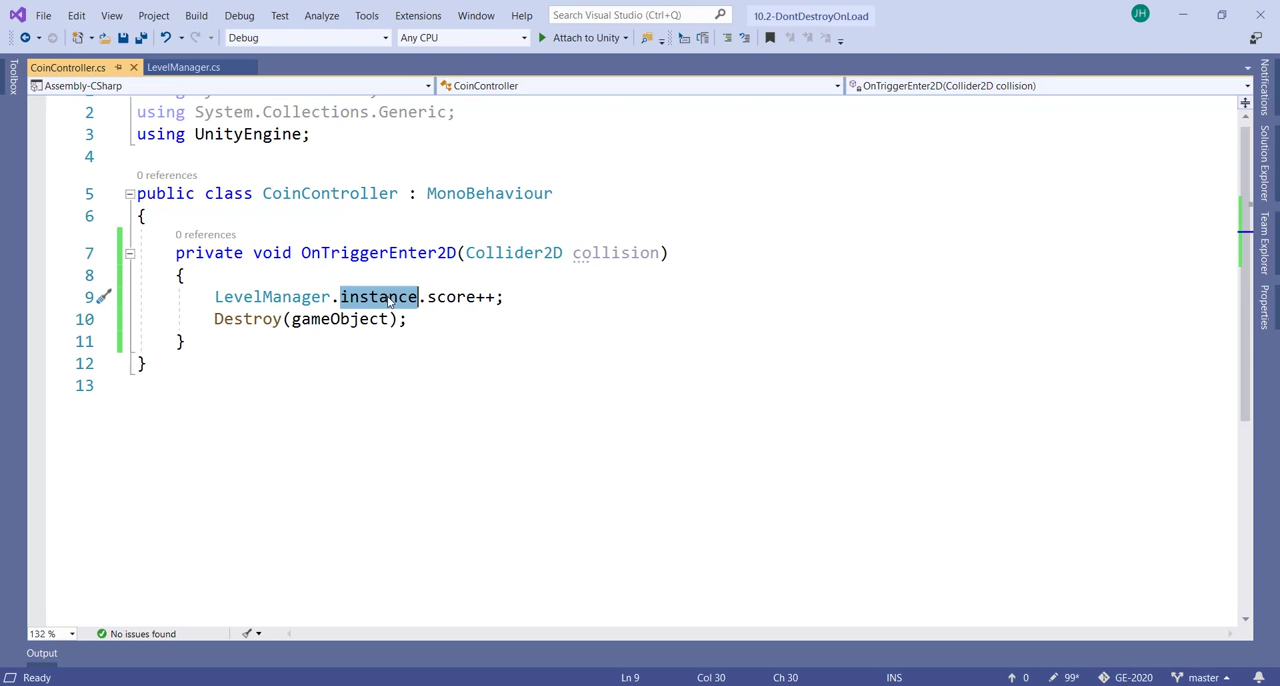 File Edit View Project Build Debug Test Analyze Tools Extensions Window Help Search Visual Studio (Ctrl+Q) 10.2-DontDestroyOnLoad JH
Debug Any CPU Attach to Unity
Toolbox
CoinController.cs LevelManager.cs
Assembly-CSharp CoinController OnTriggerEnter2D(Collider2D collision)
2 using System.Collections.Generic;
3 using UnityEngine;
4
0 references
5 public class CoinController : MonoBehaviour
6 {
0 references
7 private void OnTriggerEnter2D(Collider2D collision)
8 {
9 LevelManager.instance.score++;
10 Destroy(gameObject);
11 }
12 }
13
Notifications
Solution Explorer
Team Explorer
Properties
132 % No issues found
Output
Ready Ln 9 Col 30 Ch 30 INS 0 99* GE-2020 master